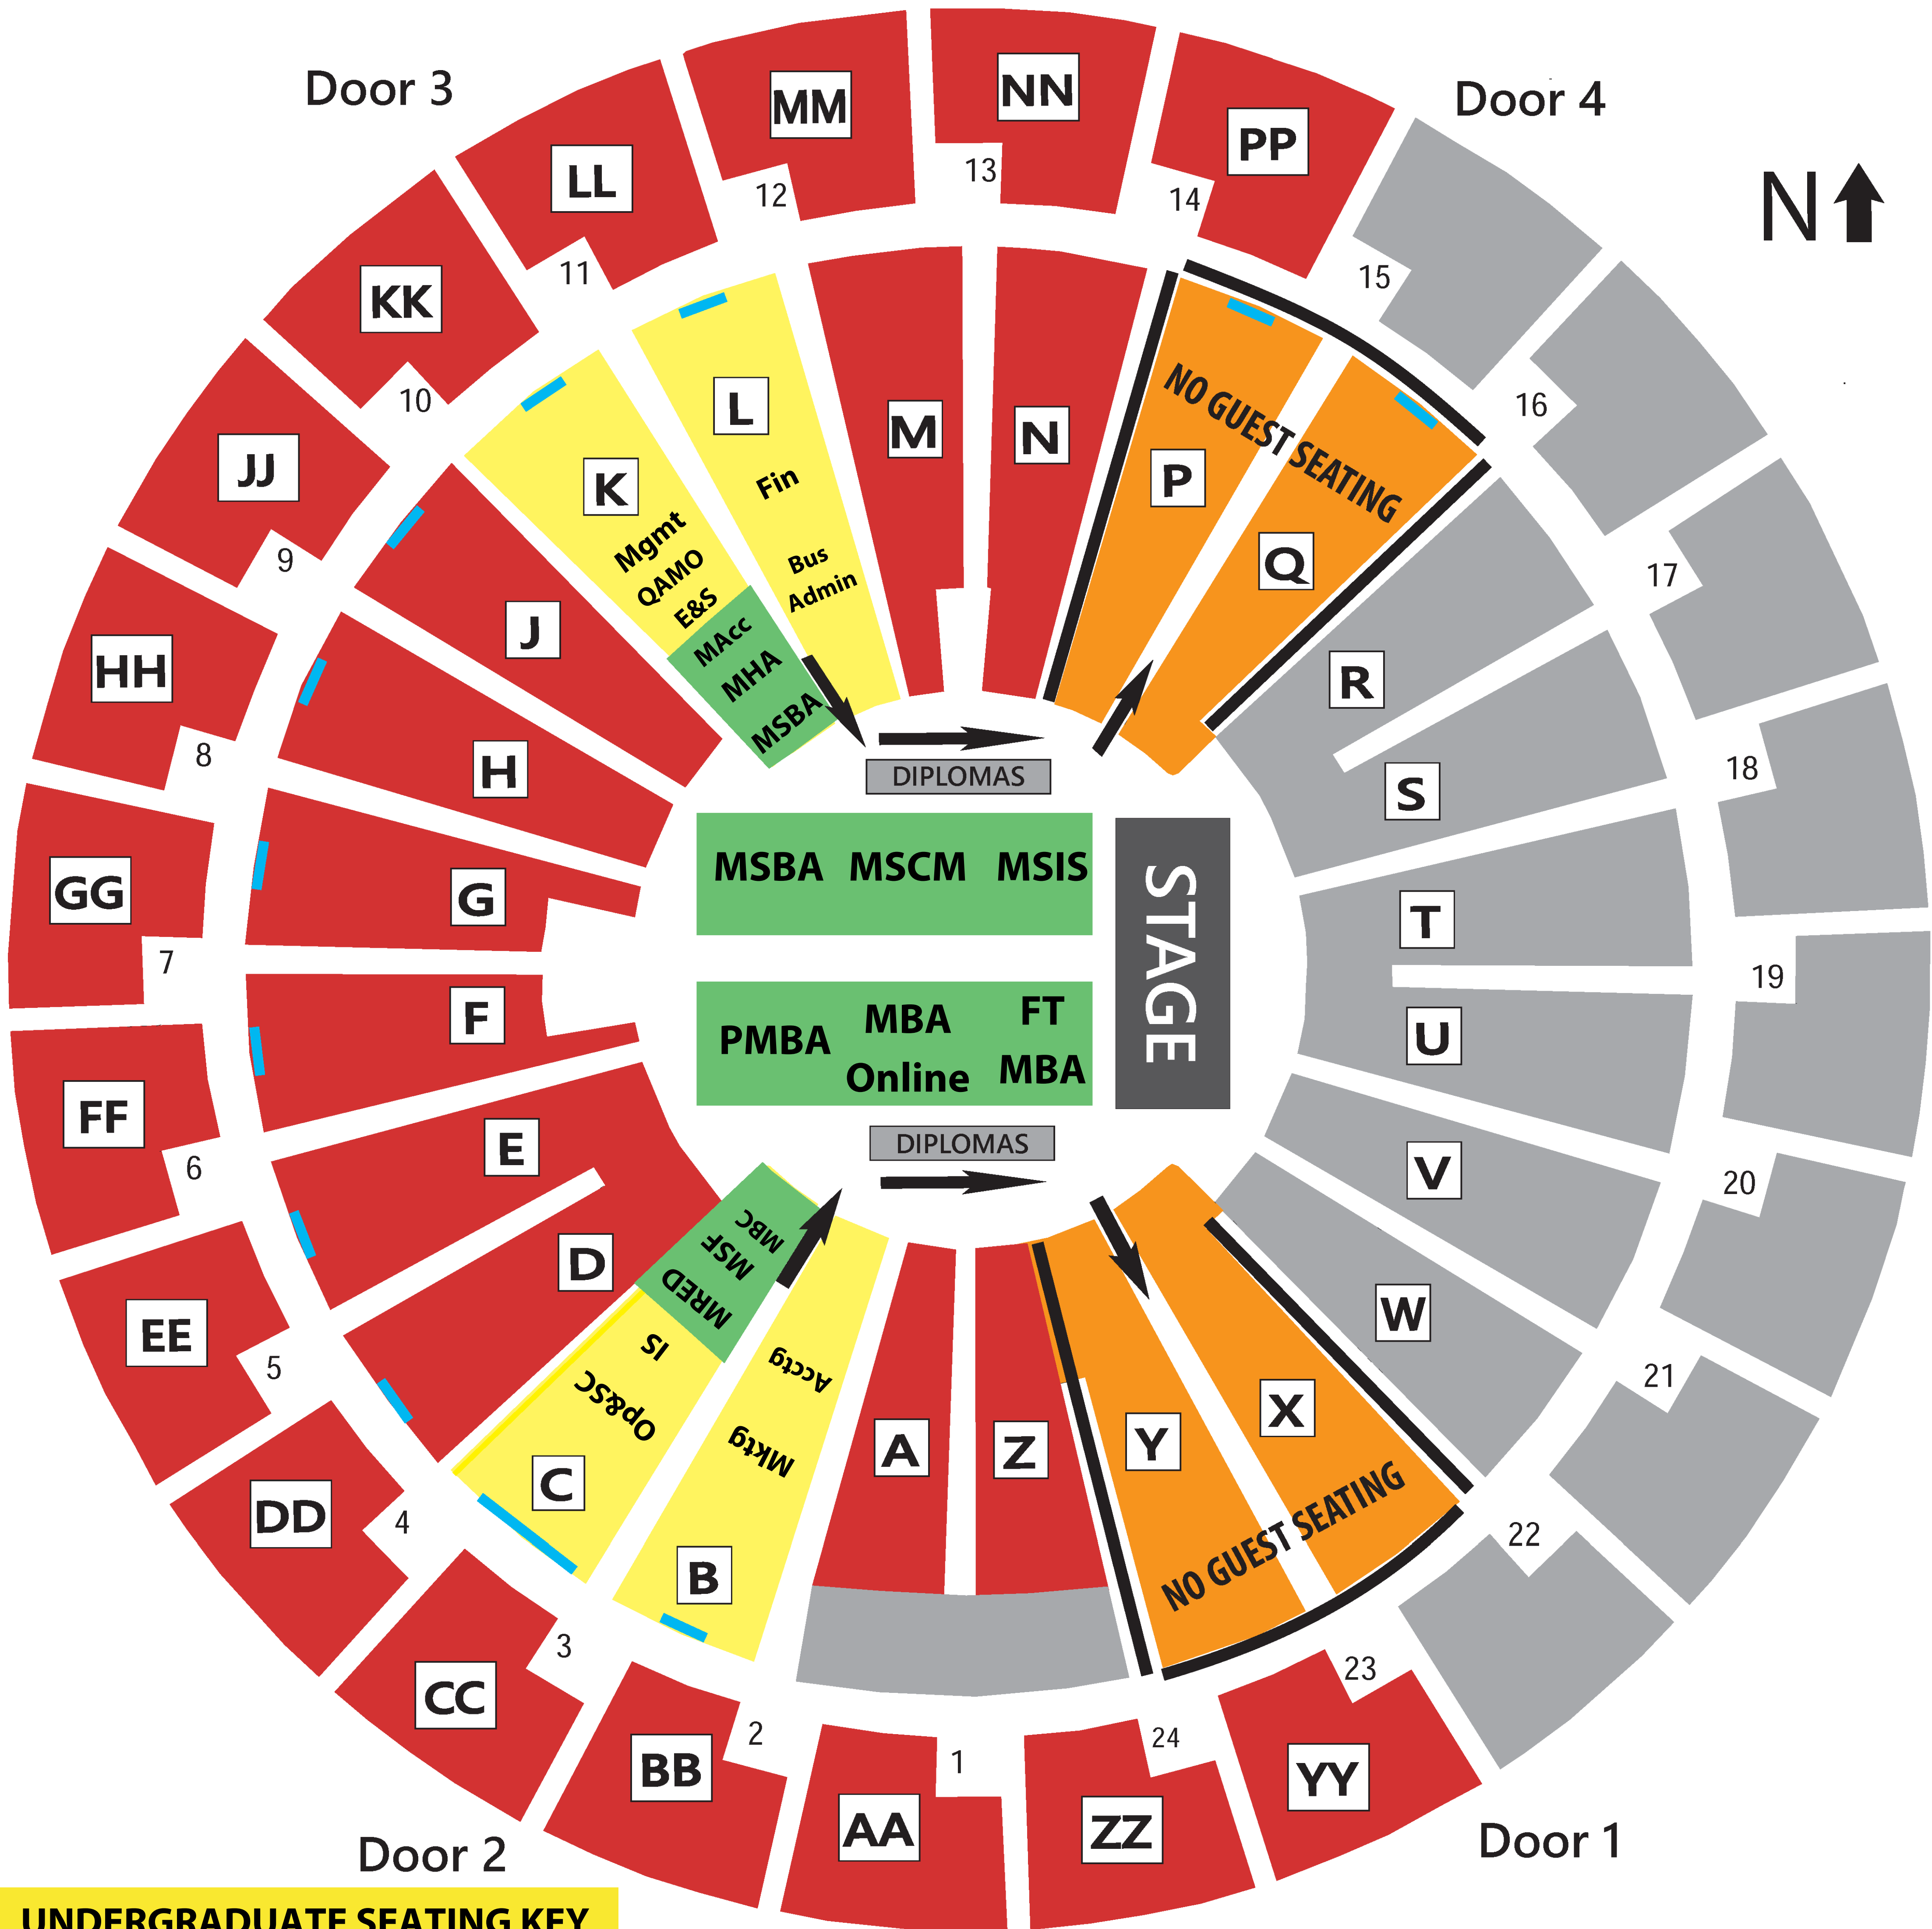 Door 3
Door 4
N
MM
NN
PP
LL
KK
JJ
HH
GG
FF
EE
DD
CC
BB
AA
ZZ
YY
12
13
14
11
15
10
16
9
17
8
18
7
19
6
20
5
21
4
22
3
23
2
24
1
L
Fin
Bus
Admin
K
Mgmt
QAMO
E&S
MAcc
MHA
MSBA
M
N
NO GUEST SEATING
P
Q
J
R
H
S
G
T
F
U
E
V
D
W
DIPLOMAS
MSBA MSCM MSIS
STAGE
PMBA
MBA
Online
FT
MBA
DIPLOMAS
MBC
MSF
MRED
IS
Op&SC
C
Acctg
Mktg
B
A
Z
Y
X
NO GUEST SEATING
Door 2
Door 1
UNDERGRADUATE SEATING KEY